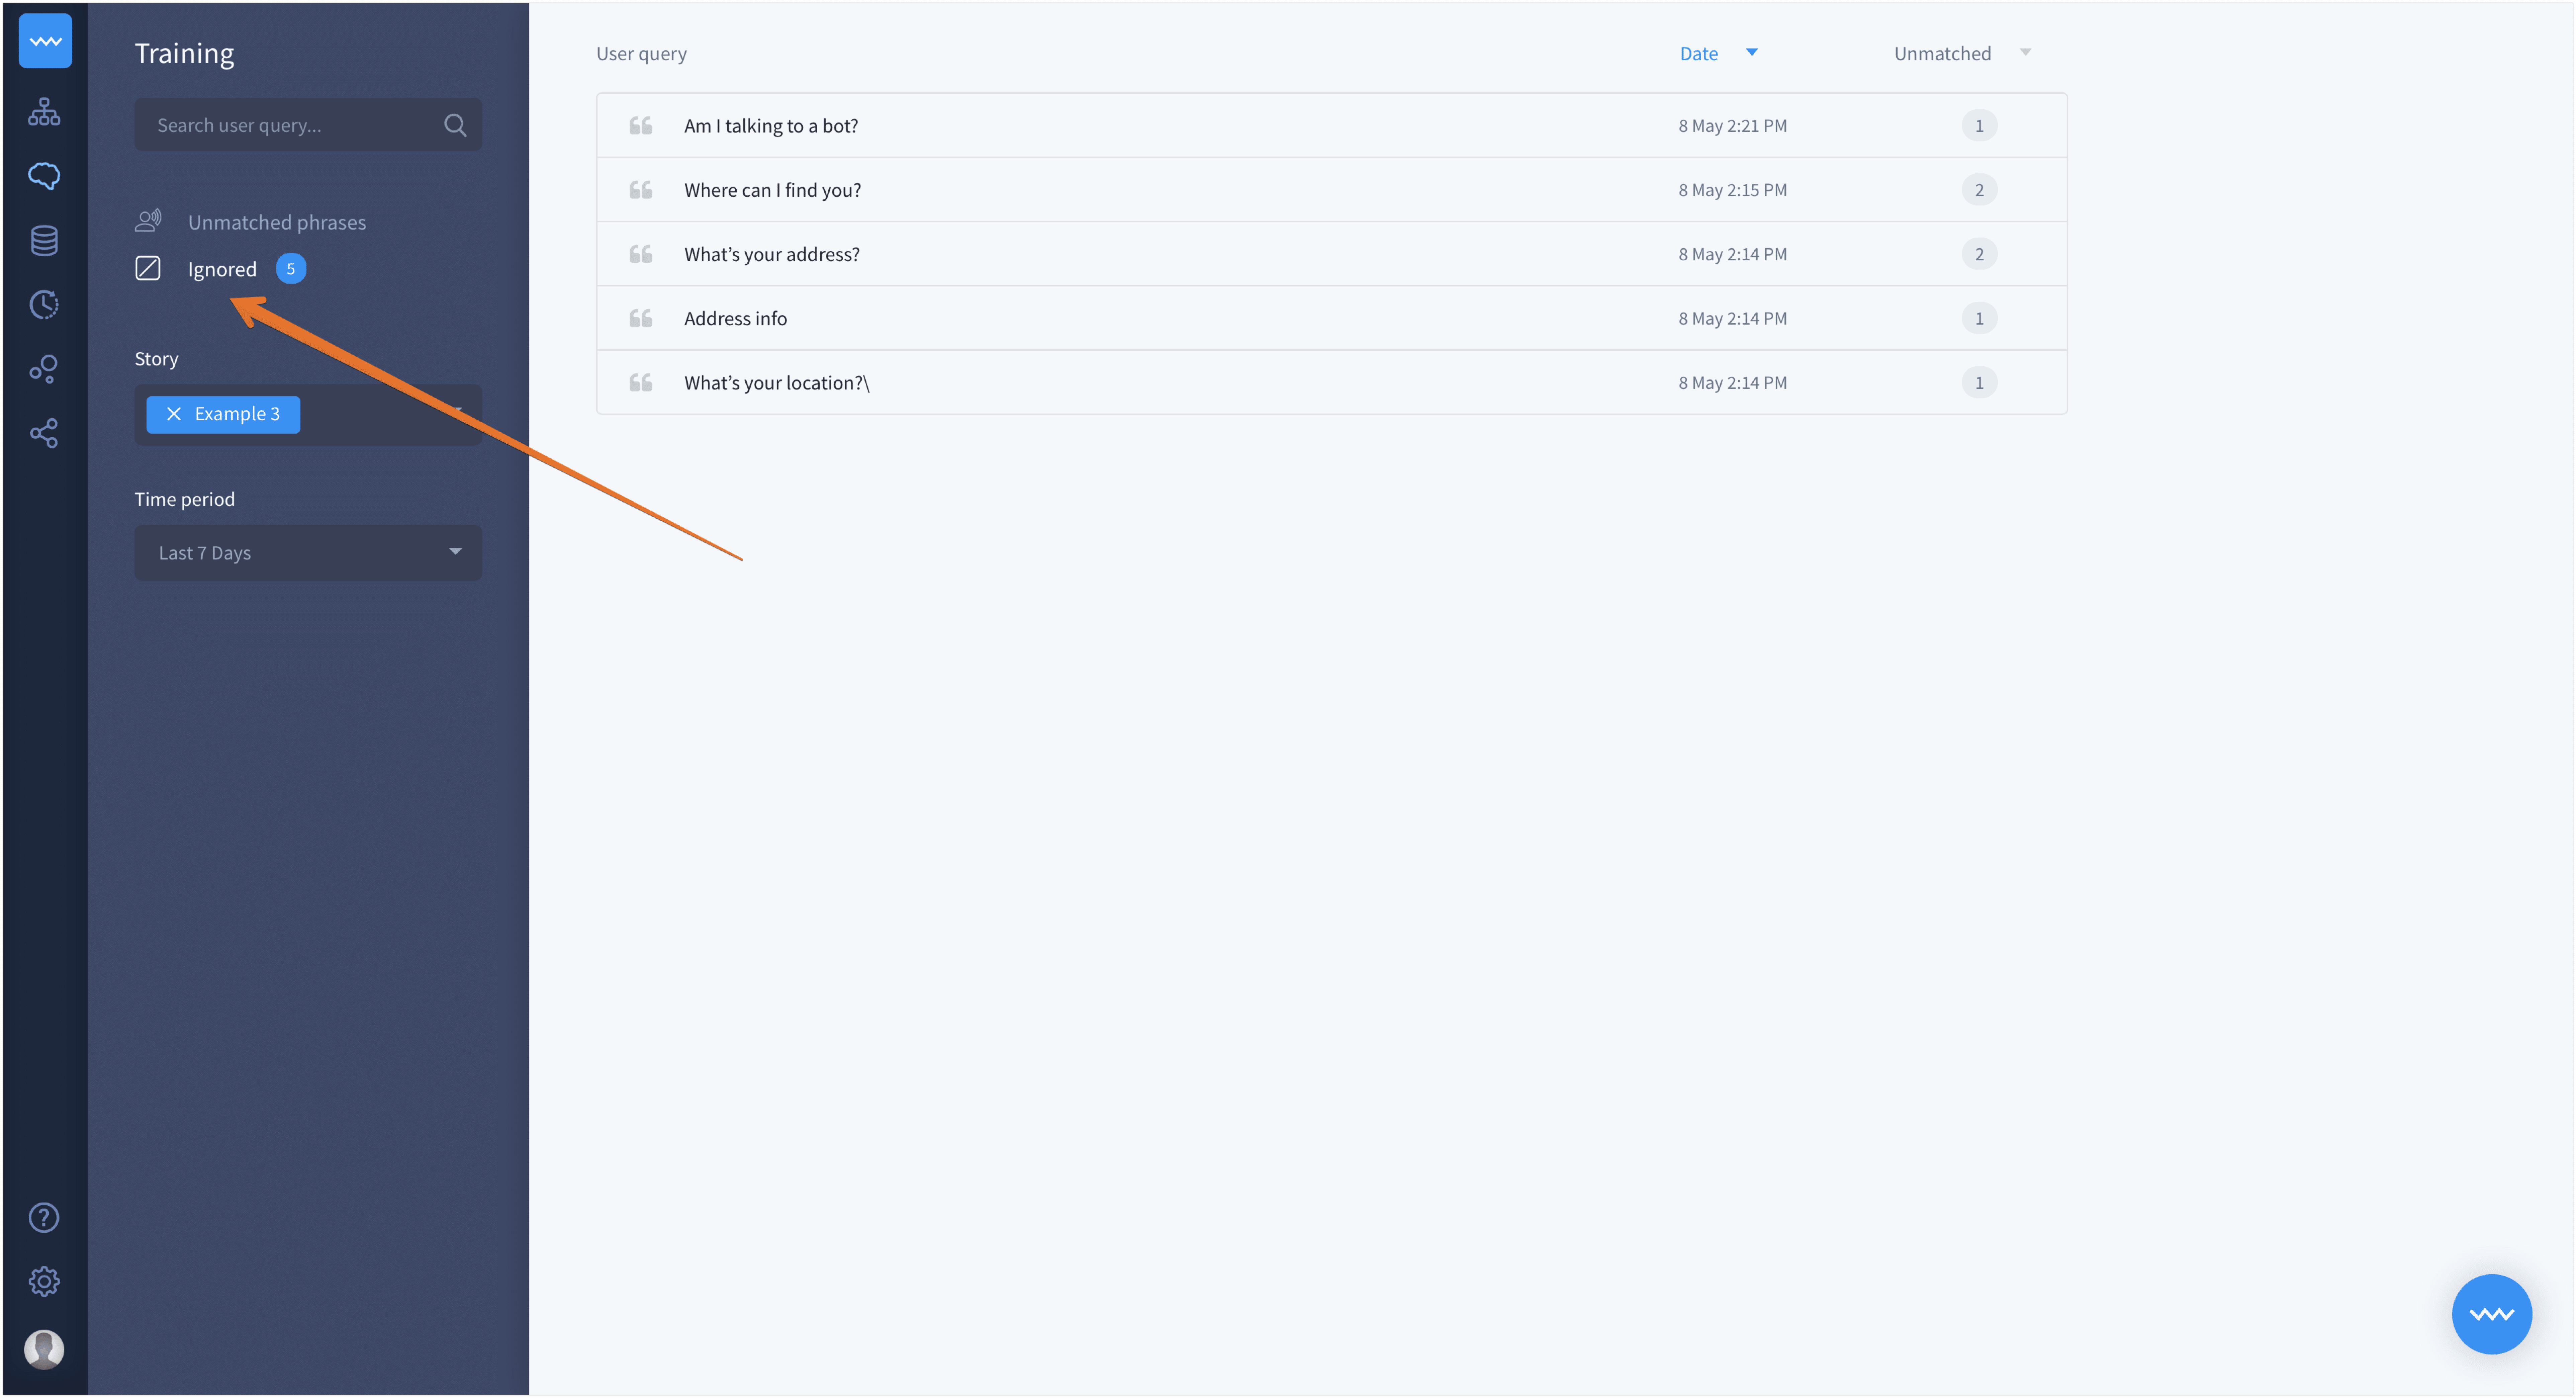 Training
Search user query...
Unmatched phrases
Ignored 5
Story
Example 3
Time period
Last 7 Days
User query Date Unmatched
Am I talking to a bot? 8 May 2:21 PM 1
Where can I find you? 8 May 2:15 PM 2
What’s your address? 8 May 2:14 PM 2
Address info 8 May 2:14 PM 1
What’s your location?\ 8 May 2:14 PM 1